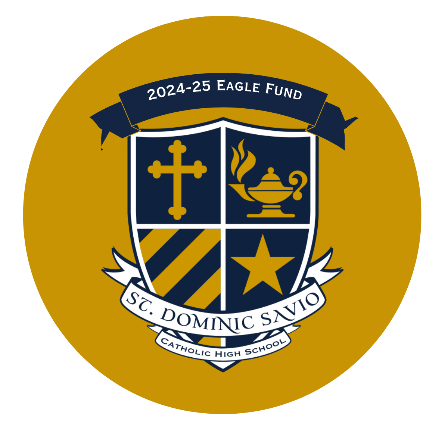 2024-25 EAGLE FUND
ST. DOMINIC SAVIO
CATHOLIC HIGH SCHOOL